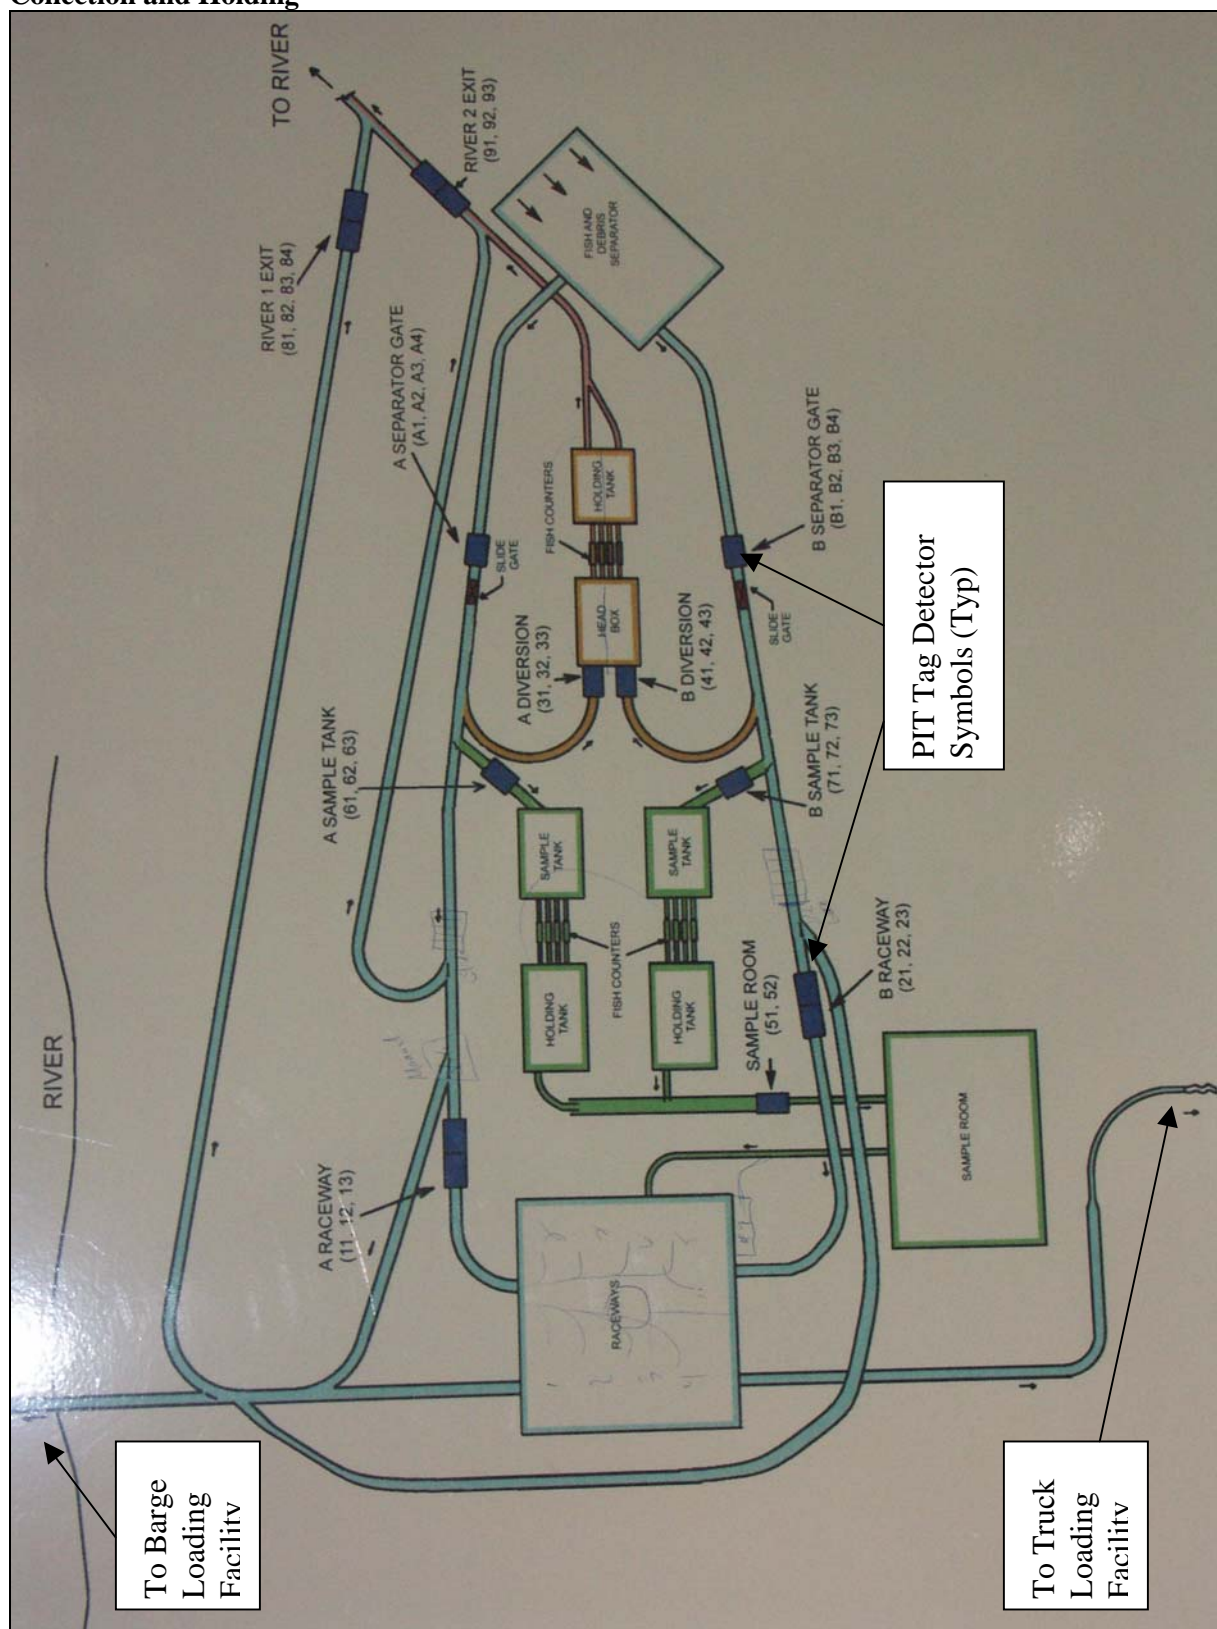 Collection and Holding
TO RIVER
RIVER 2 EXIT
(91, 92, 93)
RIVER 1 EXIT
(81, 82, 83, 84)
FISH AND
DEBRIS
SEPARATOR
A SEPARATOR GATE
(A1, A2, A3, A4)
SLIDE
GATE
FISH COUNTERS
HOLDING
TANK
B SEPARATOR GATE
(B1, B2, B3, B4)
SLIDE
GATE
HEAD
BOX
A DIVERSION
(31, 32, 33)
B DIVERSION
(41, 42, 43)
PIT Tag Detector
Symbols (Typ)
A SAMPLE TANK
(61, 62, 63)
B SAMPLE TANK
(71, 72, 73)
SAMPLE
TANK
SAMPLE
TANK
FISH COUNTERS
HOLDING
TANK
HOLDING
TANK
RIVER
SAMPLE ROOM
(51, 52)
B RACEWAY
(21, 22, 23)
A RACEWAY
(11, 12, 13)
SAMPLE ROOM
RACEWAYS
1
2
3
4
To Barge
Loading
Facility
To Truck
Loading
Facility